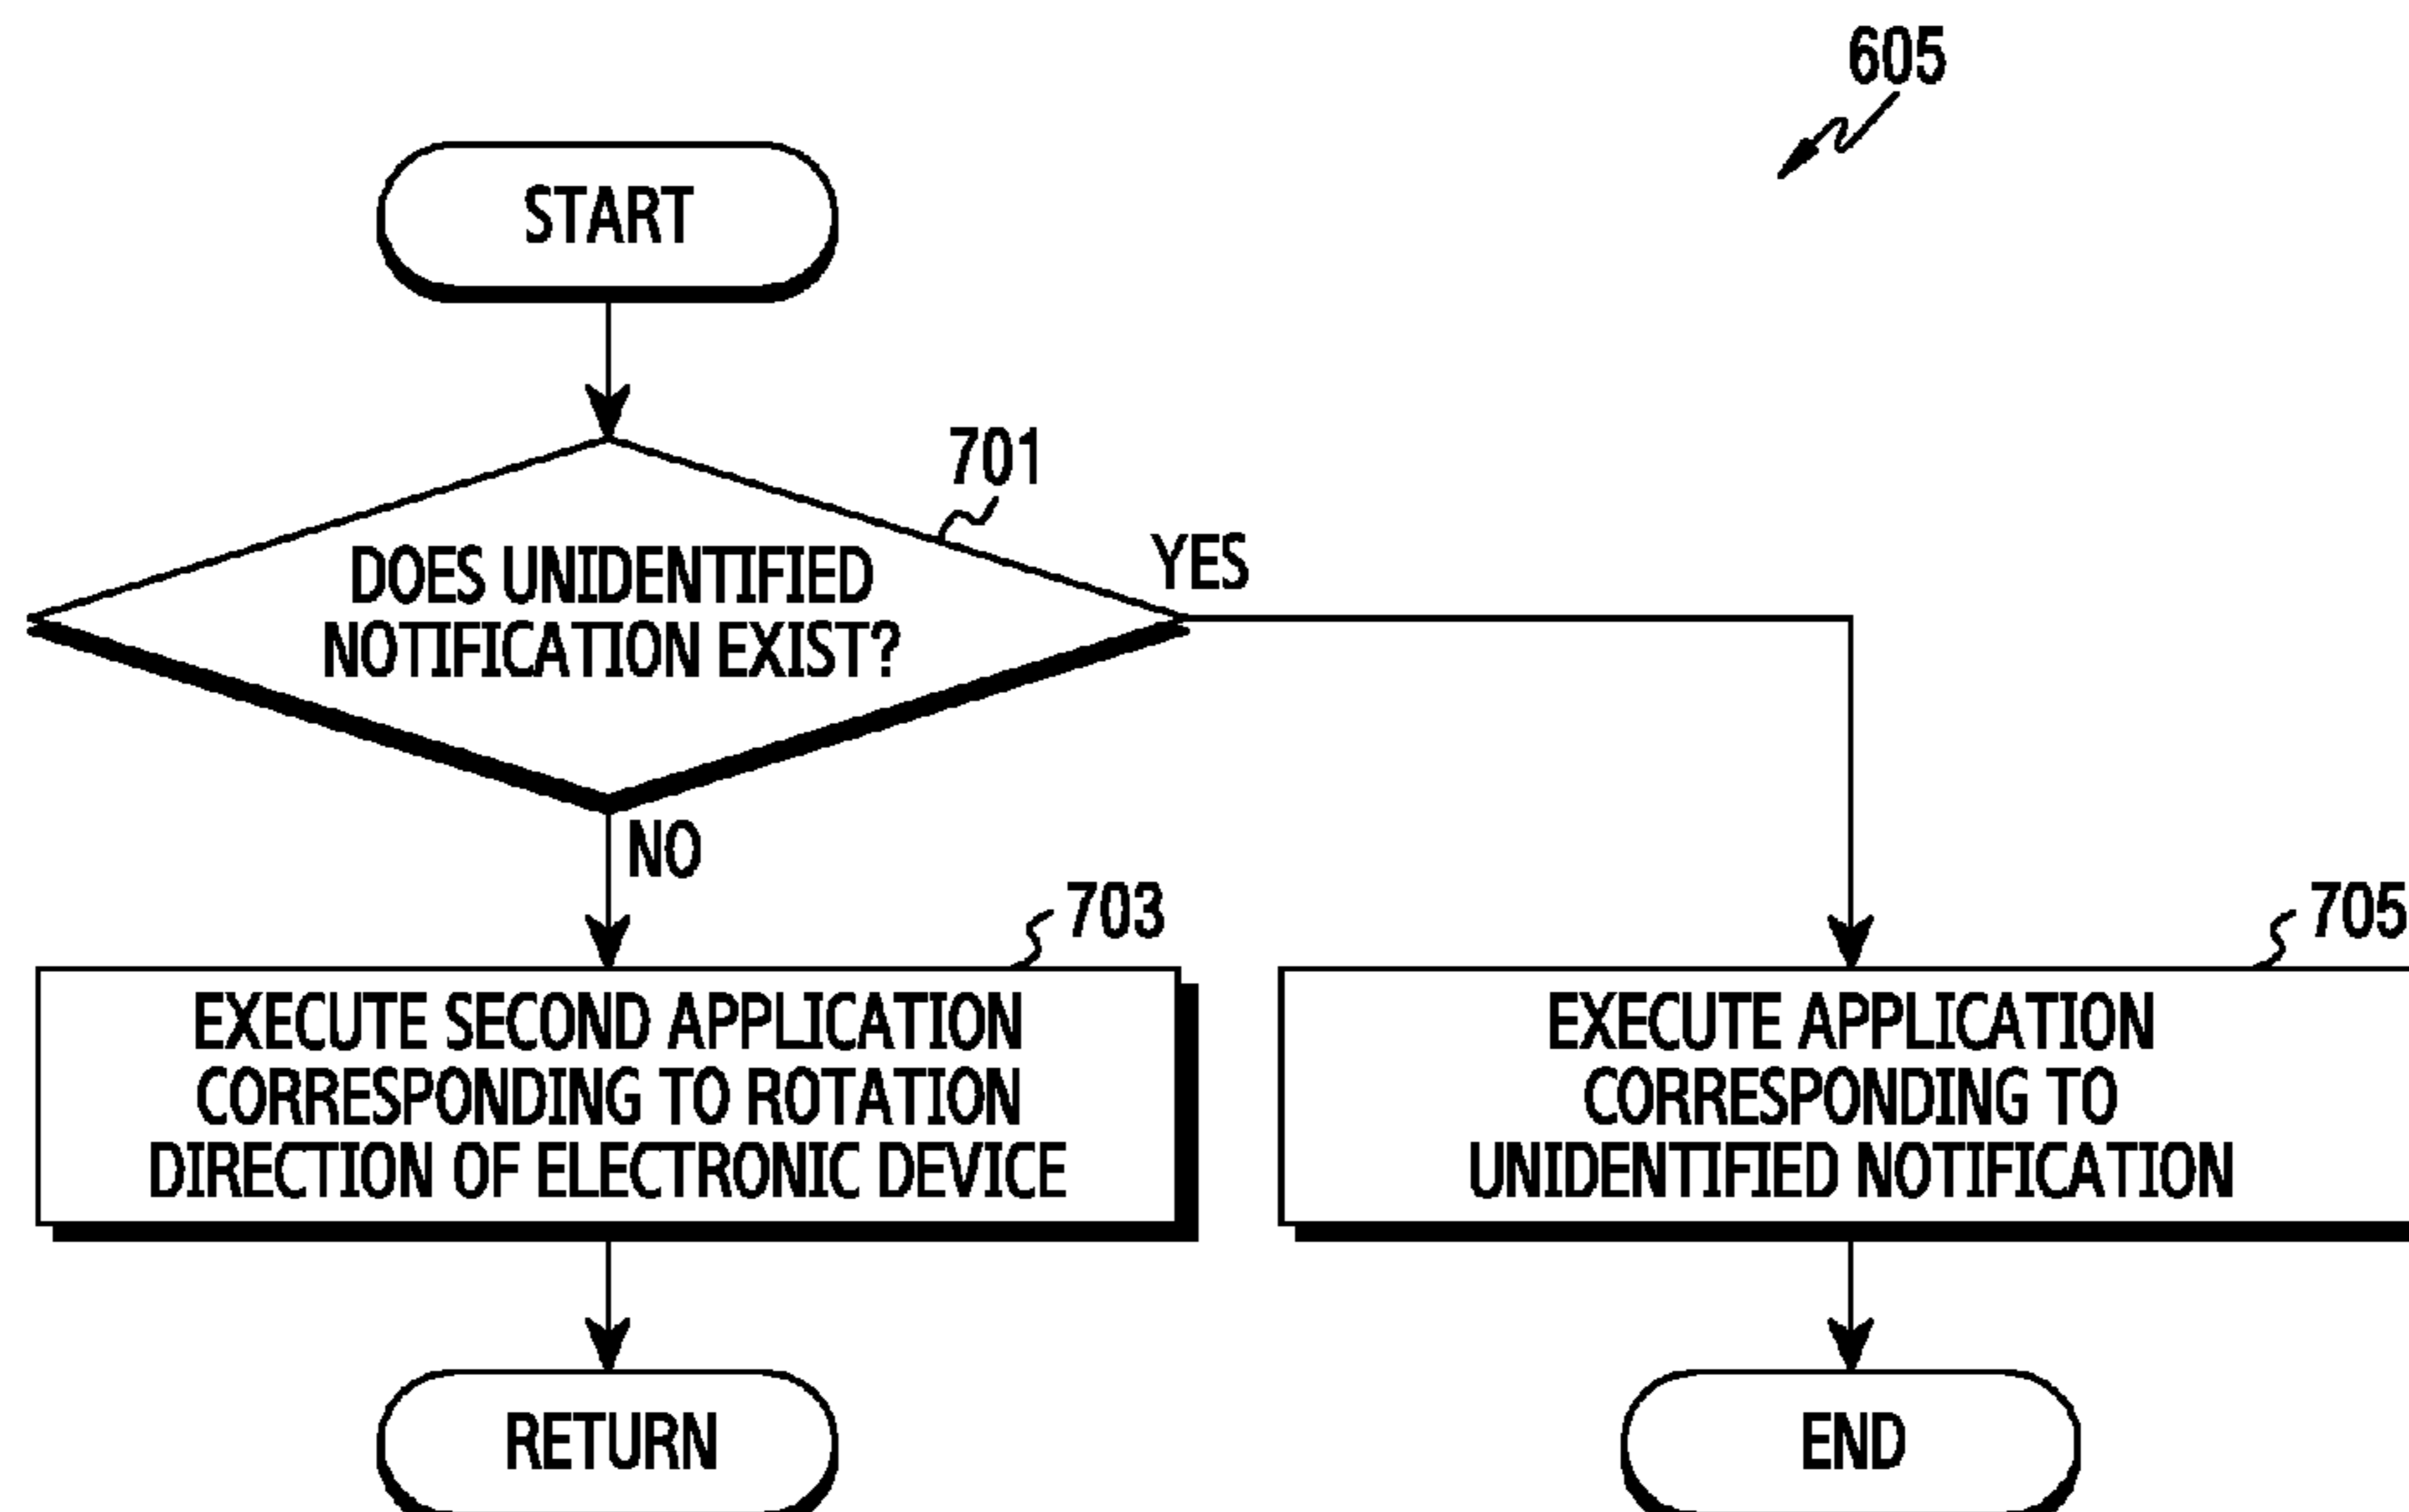 605
START
701
DOES UNIDENTIFIED
NOTIFICATION EXIST?
YES
NO
703
EXECUTE SECOND APPLICATION
CORRESPONDING TO ROTATION
DIRECTION OF ELECTRONIC DEVICE
705
EXECUTE APPLICATION
CORRESPONDING TO
UNIDENTIFIED NOTIFICATION
RETURN
END